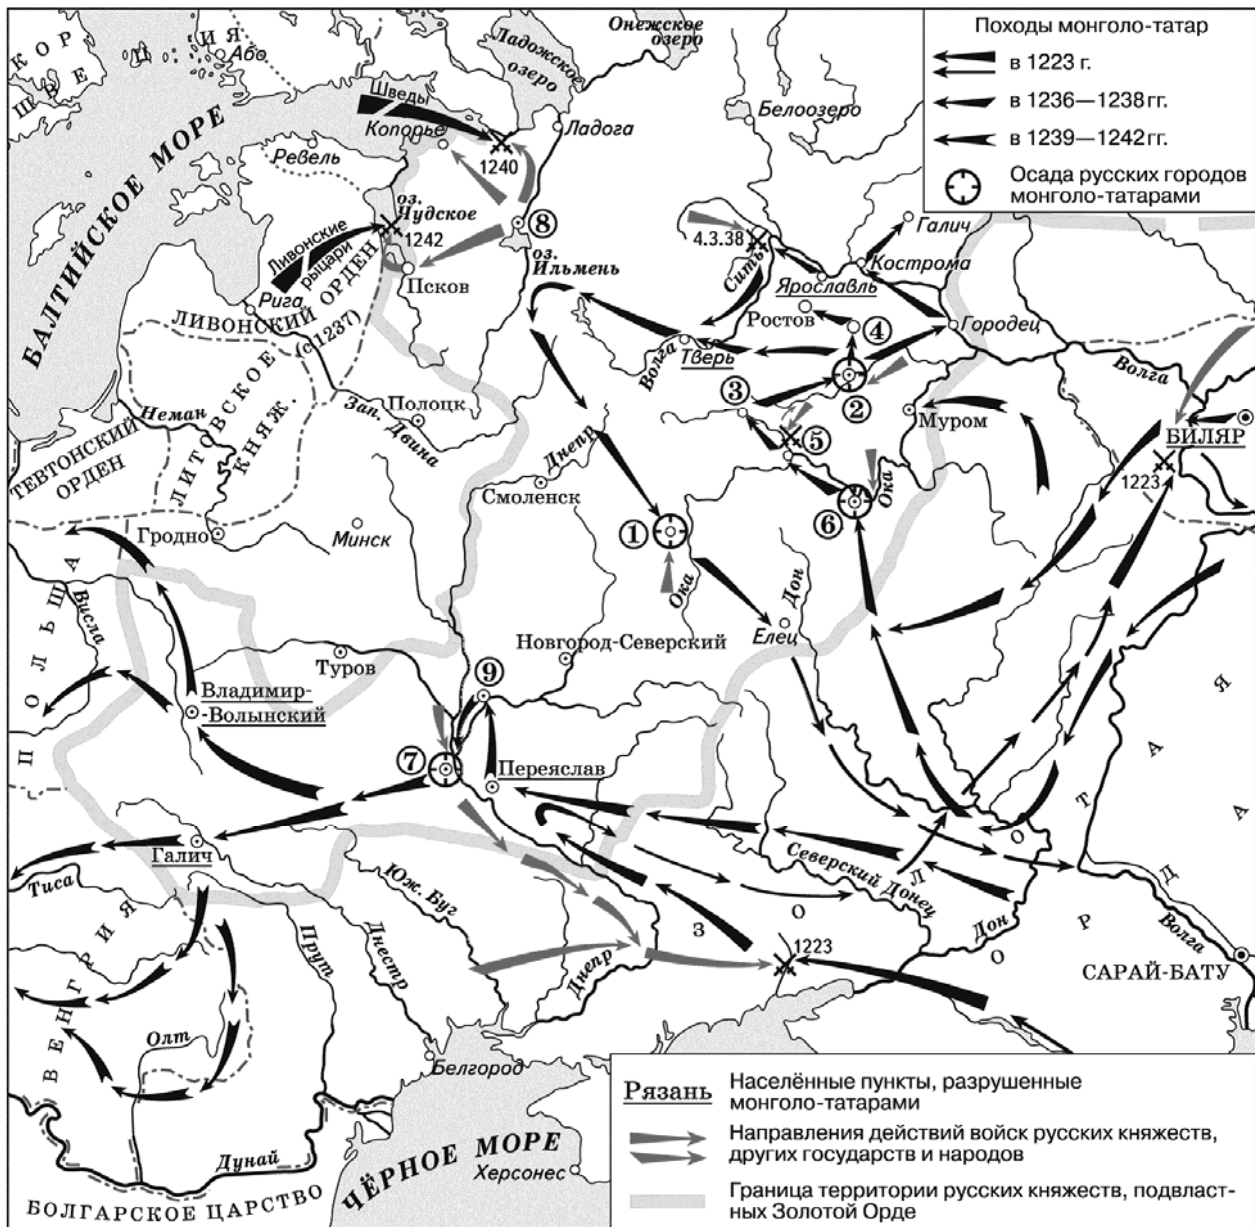 Походы монголо-татар
в 1223 г.
в 1236—1238 гг.
в 1239—1242 гг.
Осада русских городов
монголо-татарами
КОР
ШВЕЦИЯ
Або
Ладожское
озеро
Онежское
озеро
Белоозеро
БАЛТИЙСКОЕ МОРЕ
Шведы
Копорье
Ладога
1240
Ревель
оз.
Чудское
1242
8
Ливонские
рыцари
Псков
оз.
Ильмень
Рига
ЛИВОНСКИЙ ОРДЕН
(с 1237)
4.3.38
Сить
Галич
Кострома
Ярославль
Ростов
4
Городец
Волга
Тверь
Волга
3
2
Муром
БИЛЯР
5
1223
Неман
Полоцк
Зап. Двина
ТЕВТОНСКИЙ
ОРДЕН
ЛИТОВСКОЕ
КНЯЖ.
Днепр
Смоленск
Гродно
Минск
1
6
Ока
Ока
Дон
Елец
ПОЛЬША
Висла
Новгород-Северский
Туров
9
Владимир-
-Волынский
7
Переяслав
Галич
Тиса
Юж. Буг
Северский Донец
ЗОЛОТАЯ
ОРДА
Дон
Волга
1223
САРАЙ-БАТУ
ВЕНГРИЯ
Прут
Днестр
Днепр
Олт
Белгород
Дунай
БОЛГАРСКОЕ ЦАРСТВО
ЧЁРНОЕ МОРЕ
Херсонес
Рязань
Населённые пункты, разрушенные
монголо-татарами
Направления действий войск русских княжеств,
других государств и народов
Граница территории русских княжеств, подвласт-
ных Золотой Орде